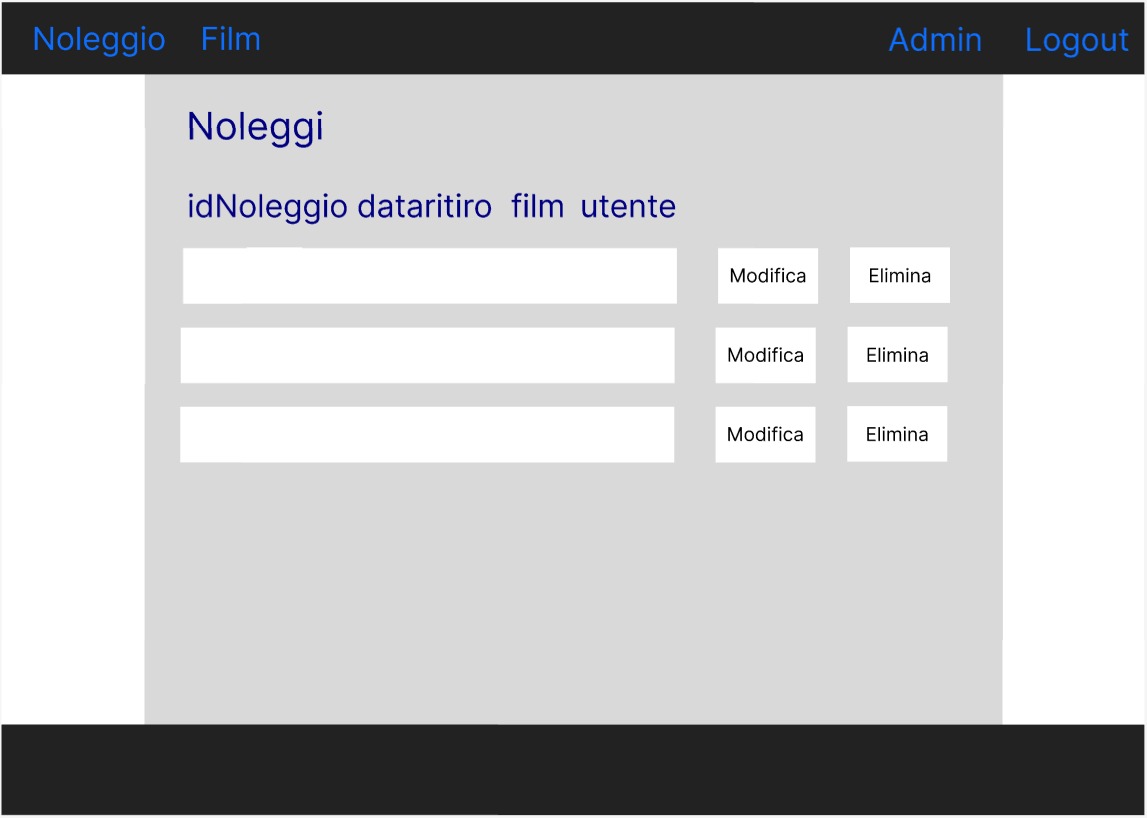 Noleggio Film Admin Logout
Noleggi
idNoleggio dataritiro film utente
Modifica Elimina
Modifica Elimina
Modifica Elimina